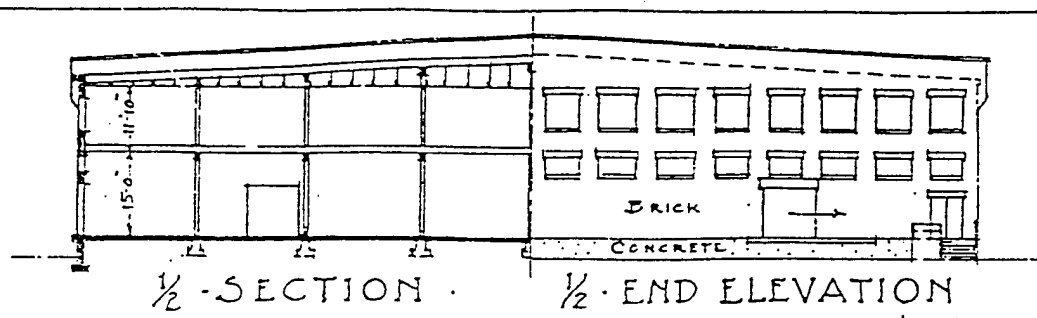 11'-10"
15'-0"
BRICK
CONCRETE
½ · SECTION ·
½ · END ELEVATION